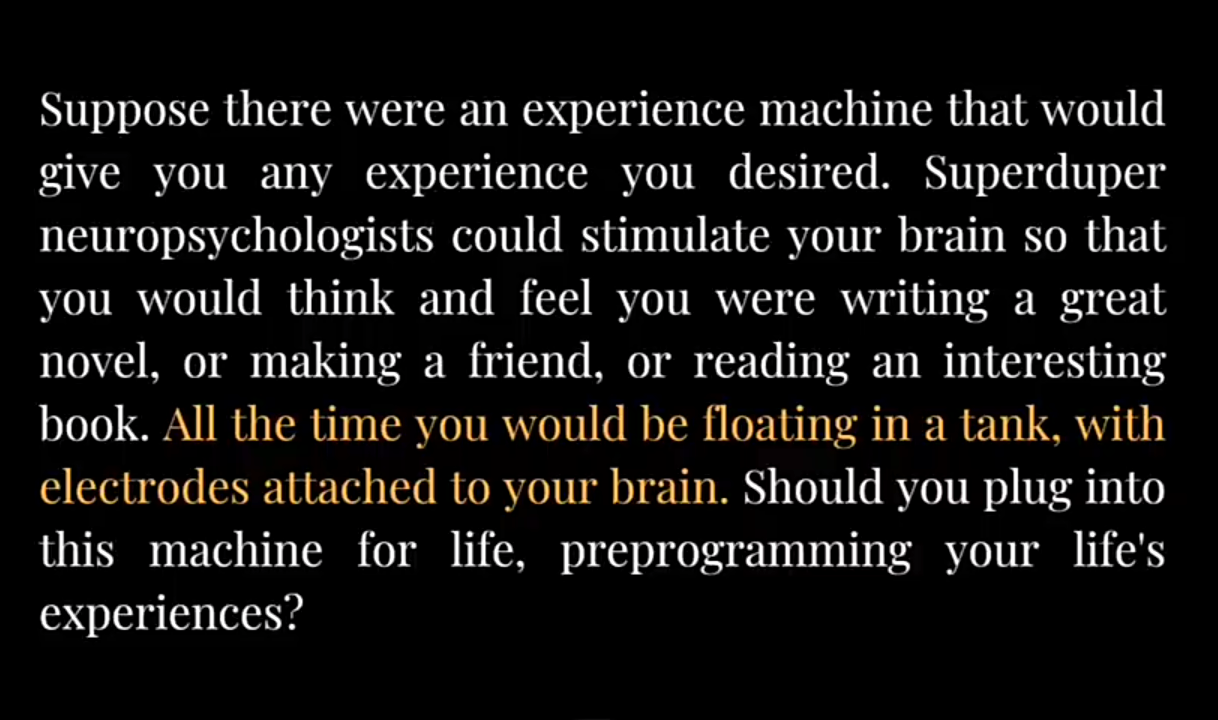 Suppose there were an experience machine that would
give you any experience you desired. Superduper
neuropsychologists could stimulate your brain so that
you would think and feel you were writing a great
novel, or making a friend, or reading an interesting
book. All the time you would be floating in a tank, with
electrodes attached to your brain. Should you plug into
this machine for life, preprogramming your life's
experiences?